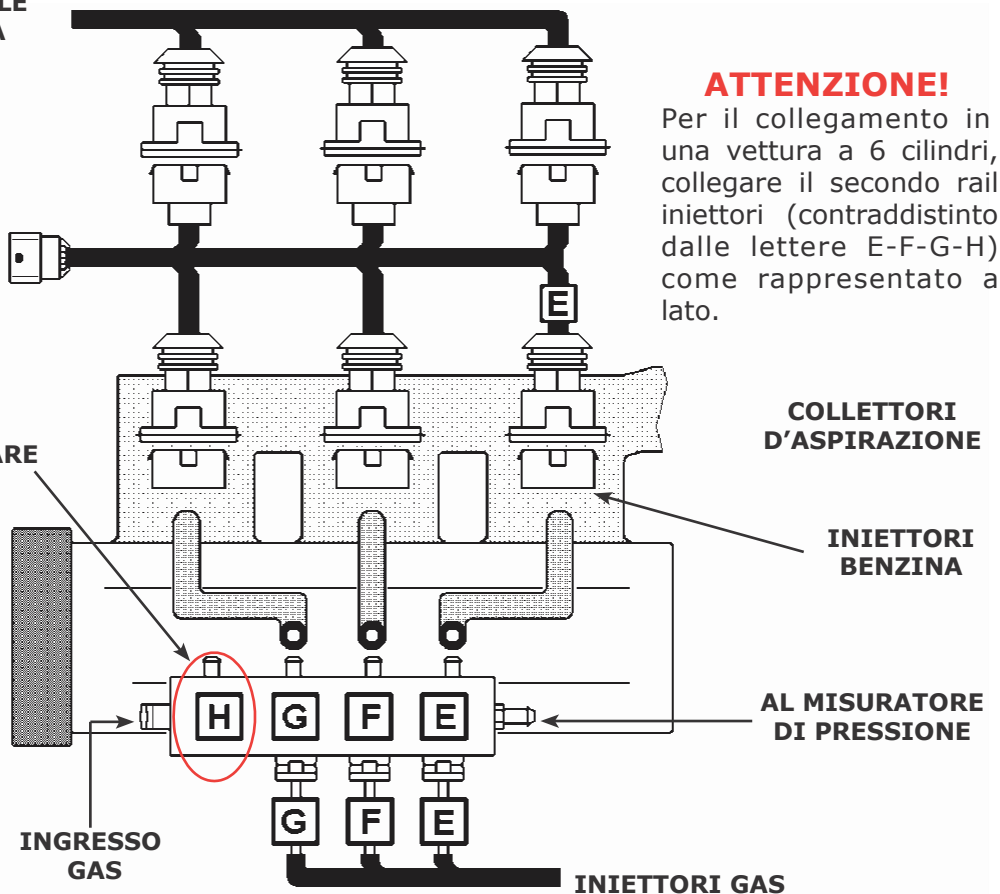 ATTENZIONE!
Per il collegamento in
una vettura a 6 cilindri,
collegare il secondo rail
iniettori (contraddistinto
dalle lettere E-F-G-H)
come rappresentato a
lato.
E
COLLETTORI
D'ASPIRAZIONE
INIETTORI
BENZINA
H G F E
AL MISURATORE
DI PRESSIONE
G F E
INGRESSO
GAS
INIETTORI GAS